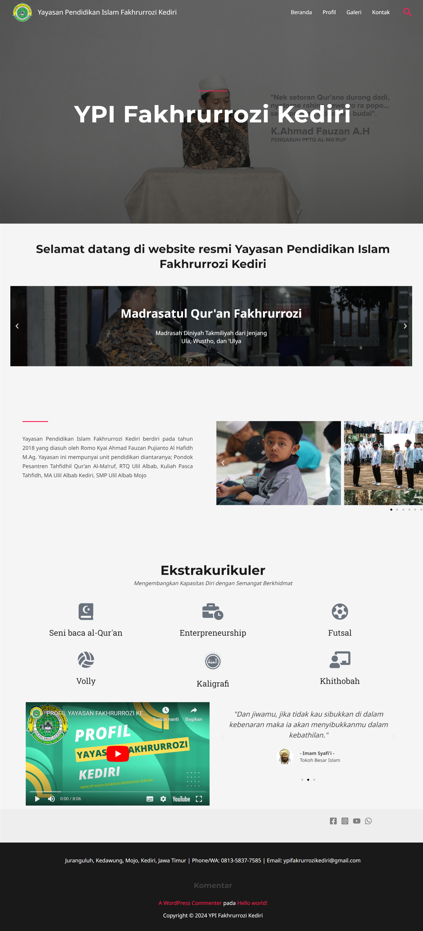 Yayasan Pendidikan Islam Fakhrurrozi Kediri
Beranda Profil Galeri Kontak
"Nek setoran Qur'ane durung dadi,
K.Ahmad Fauzan A.H
PENGASUH PPTQ AL-MA'RUF
YPI Fakhrurrozi Kediri
Selamat datang di website resmi Yayasan Pendidikan Islam
Fakhrurrozi Kediri
Madrasatul Qur'an Fakhrurrozi
Madrasah Diniyah Takmiliyah dari Jenjang
Ula, Wustho, dan 'Ulya
Yayasan Pendidikan Islam Fakhrurrozi Kediri berdiri pada tahun
2018 yang diasuh oleh Romo Kyai Ahmad Fauzan Pujianto Al Hafidh
M.Ag. Yayasan ini mempunyai unit pendidikan diantaranya; Pondok
Pesantren Tahfidhil Qur'an Al-Ma'ruf, RTQ Ulil Albab, Kuliah Pasca
Tahfidh, MA Ulil Albab Kediri, SMP Ulil Albab Mojo
Ekstrakurikuler
Mengembangkan Kapasitas Diri dengan Semangat Berkhidmat
Seni baca al-Qur'an
Enterpreneurship
Futsal
Volly
Kaligrafi
Khithobah
PROFIL YAYASAN FAKHRURROZI KE
Bagikan
PROFIL
YAYASAN FAKHRURROZI
KEDIRI
0:00 / 8:06
YouTube
"Dan jiwamu, jika tidak kau sibukkan di dalam
kebenaran maka ia akan menyibukkanmu dalam
kebathilan."
- Imam Syafi'i -
Tokoh Besar Islam
Juranguluh, Kedawung, Mojo, Kediri, Jawa Timur | Phone/WA: 0813-5837-7585 | Email: ypifakrurrozikediri@gmail.com
Komentar
A WordPress Commenter pada Hello world!
Copyright © 2024 YPI Fakhrurrozi Kediri